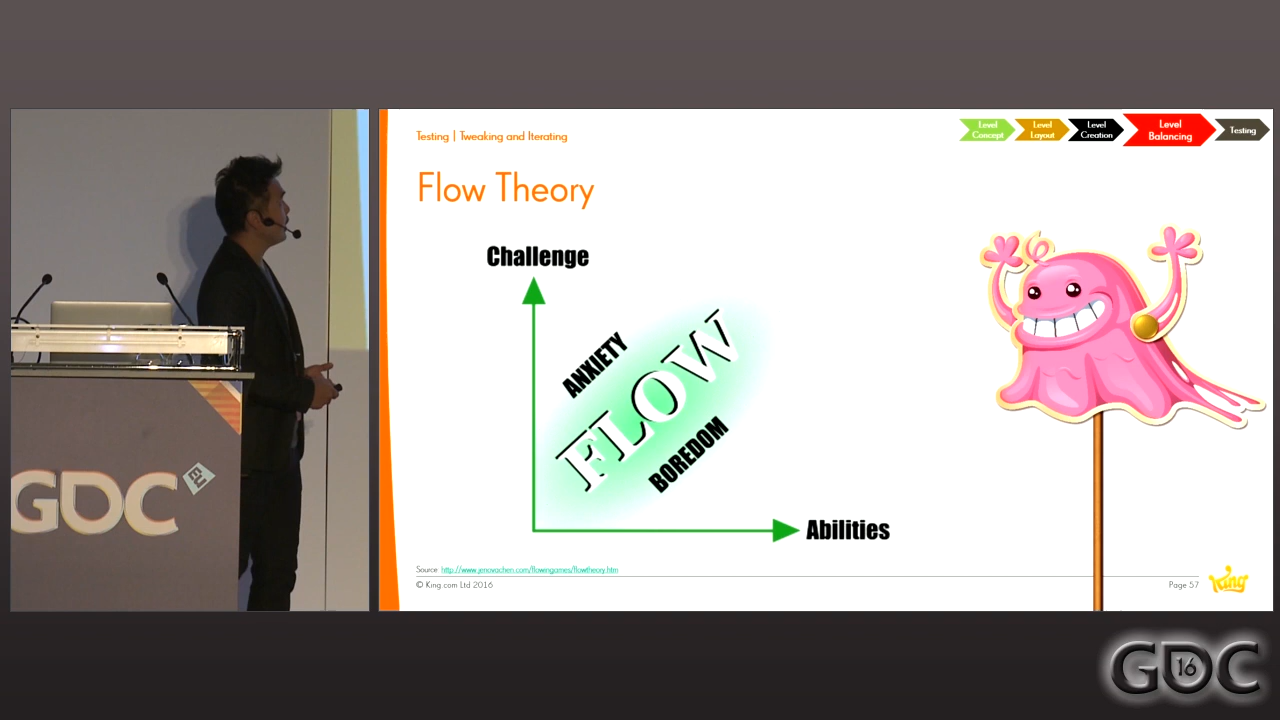 Testing | Tweaking and Iterating
Level
Concept
Level
Layout
Level
Creation
Level
Balancing
Testing
Flow Theory
Challenge
ANXIETY
FLOW
BOREDOM
Abilities
Source: http://www.jenovachen.com/flowingames/flowtheory.htm
© King.com Ltd 2016
Page 57
King
GDC
EU
GDC
16